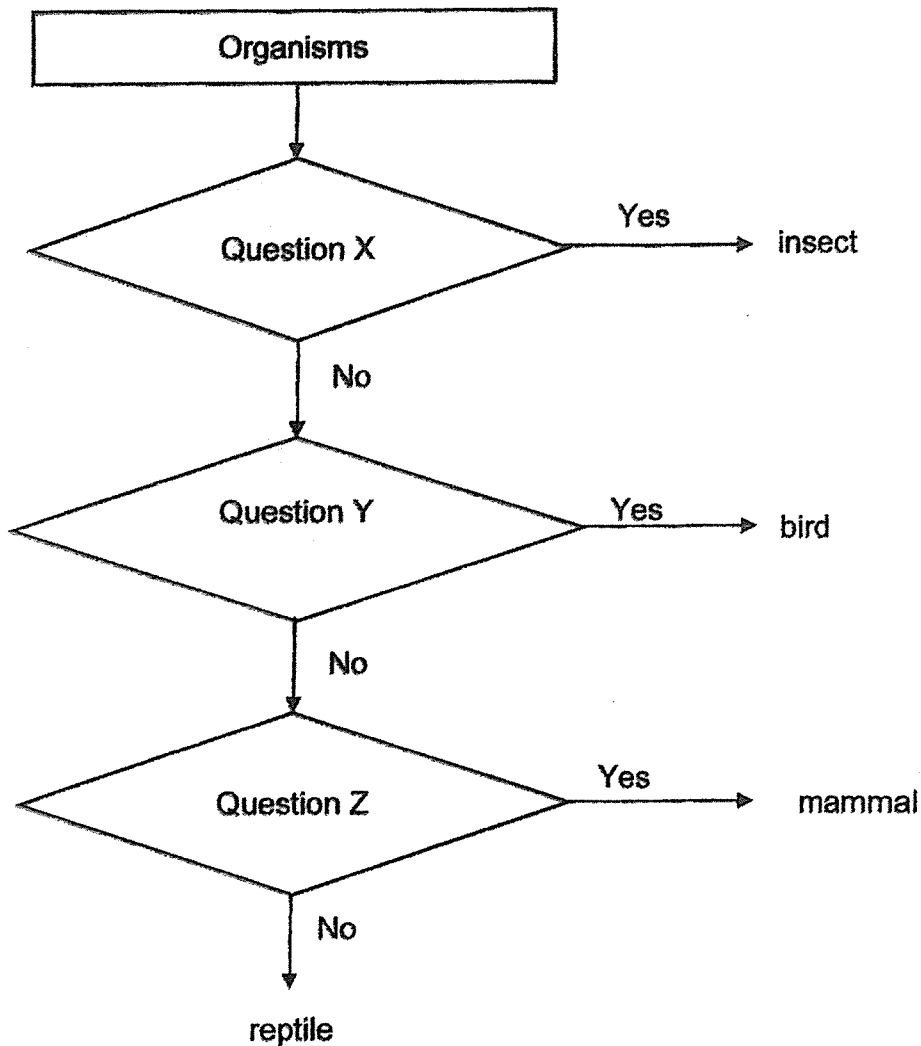 Organisms
Question X
Yes
insect
No
Question Y
Yes
bird
No
Question Z
Yes
mammal
No
reptile